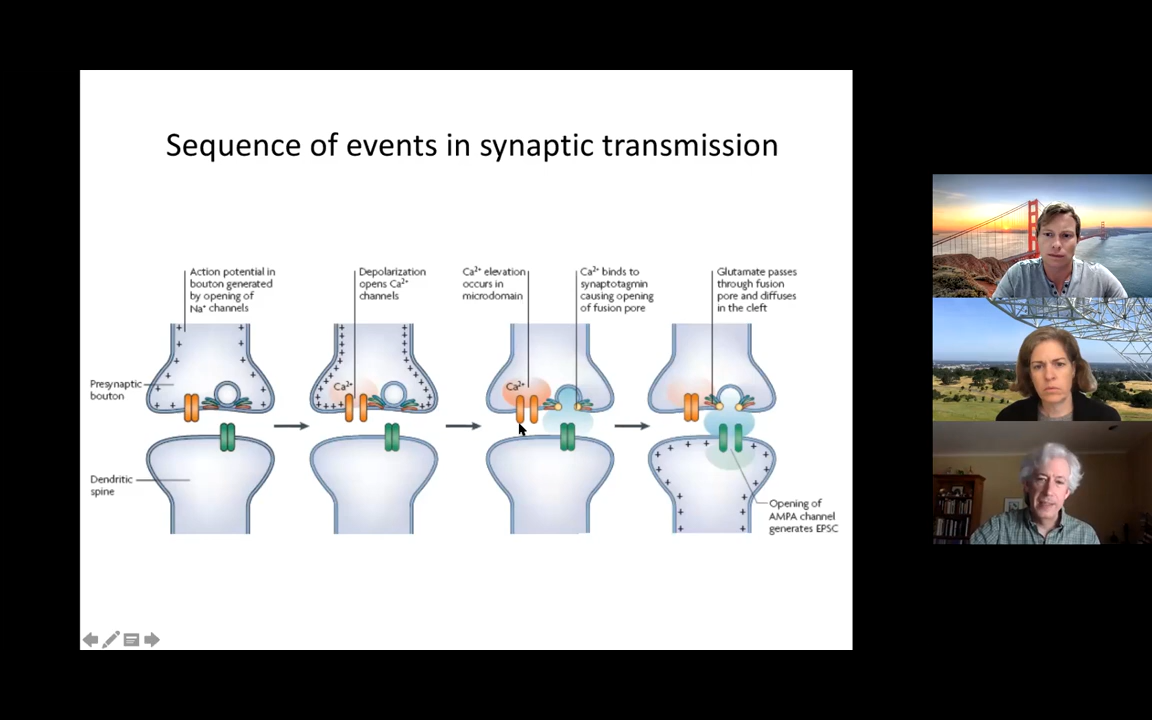 Sequence of events in synaptic transmission
Action potential in
bouton generated
by opening of
Na⁺ channels
Depolarization
opens Ca²⁺
channels
Ca²⁺ elevation
occurs in
microdomain
Ca²⁺ binds to
synaptotagmin
causing opening
of fusion pore
Glutamate passes
through fusion
pore and diffuses
in the cleft
Presynaptic
bouton
Ca²⁺
Ca²⁺
Dendritic
spine
Opening of
AMPA channel
generates EPSC